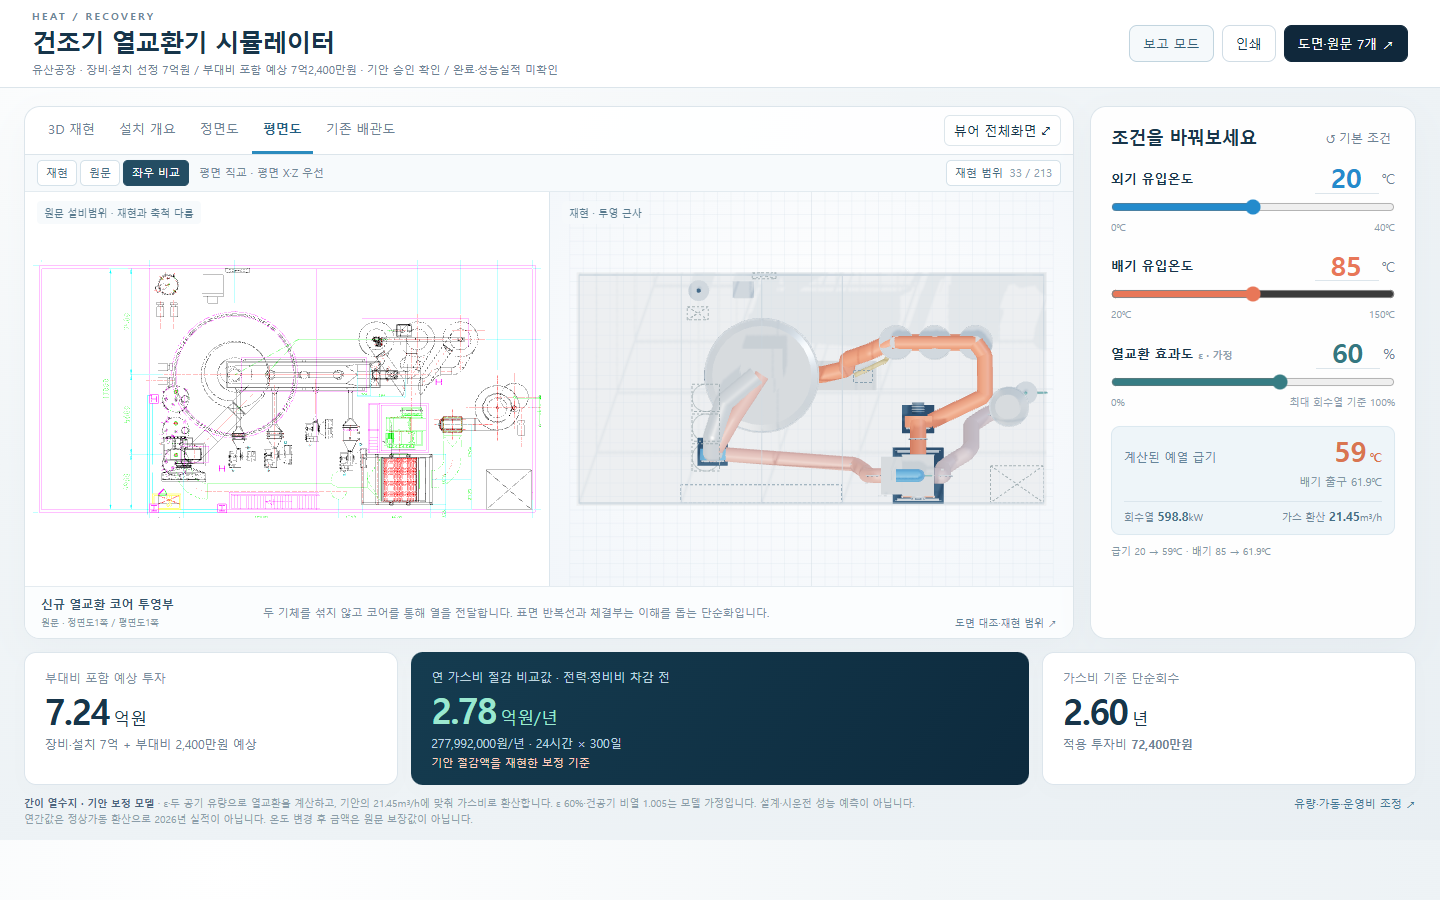 HEAT / RECOVERY
건조기 열교환기 시뮬레이터
유산공장 · 장비·설치 선정 7억원 / 부대비 포함 예상 7억2,400만원 · 기안 승인 확인 / 완료·성능실적 미확인
보고 모드
인쇄
도면·원문 7개 ↗
3D 재현
설치 개요
정면도
평면도
기존 배관도
뷰어 전체화면 ⤢
재현
원문
좌우 비교
평면 직교 · 평면 X-Z 우선
재현 범위 33 / 213
원문 설비범위 · 재현과 축척 다름
재현 · 투영 근사
신규 열교환 코어 투영부
원문 · 정면도1쪽 / 평면도1쪽
두 기체를 섞지 않고 코어를 통해 열을 전달합니다. 표면 반복선과 체결부는 이해를 돕는 단순화입니다.
도면 대조·재현 범위 ↗
조건을 바꿔보세요
↺ 기본 조건
외기 유입온도
20 ℃
0℃
40℃
배기 유입온도
85 ℃
20℃
150℃
열교환 효과도 ε · 가정
60 %
0%
최대 회수열 기준 100%
계산된 예열 급기
59 ℃
배기 출구 61.9℃
회수열 598.8kW
가스 환산 21.45m³/h
급기 20 → 59℃ · 배기 85 → 61.9℃
부대비 포함 예상 투자
7.24 억원
장비·설치 7억 + 부대비 2,400만원 예상
연 가스비 절감 비교값 · 전력·정비비 차감 전
2.78 억원/년
277,992,000원/년 · 24시간 × 300일
기안 절감액을 재현한 보정 기준
가스비 기준 단순회수
2.60 년
적용 투자비 72,400만원
간이 열수지 · 기안 보정 모델 · ε·두 공기 유량으로 열교환을 계산하고, 기안의 21.45m³/h에 맞춰 가스비로 환산합니다. ε 60%·건공기 비열 1.005는 모델 가정입니다. 설계·시운전 성능 예측이 아닙니다.
연간값은 정상가동 환산으로 2026년 실적이 아닙니다. 온도 변경 후 금액은 원문 보장값이 아닙니다.
유량·가동·운영비 조정 ↗